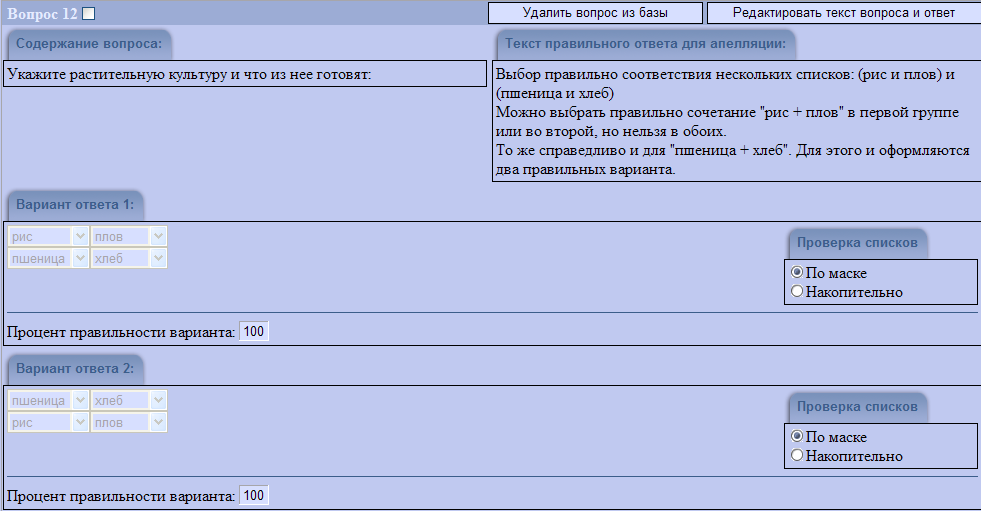 Вопрос 12
Удалить вопрос из базы
Редактировать текст вопроса и ответ
Содержание вопроса:
Укажите растительную культуру и что из нее готовят:
Текст правильного ответа для апелляции:
Выбор правильно соответствия нескольких списков: (рис и плов) и
(пшеница и хлеб)
Можно выбрать правильно сочетание "рис + плов" в первой группе
или во второй, но нельзя в обоих.
То же справедливо и для "пшеница + хлеб". Для этого и оформляются
два правильных варианта.
Вариант ответа 1:
рис плов
пшеница хлеб
Проверка списков
По маске
Накопительно
Процент правильности варианта: 100
Вариант ответа 2:
пшеница хлеб
рис плов
Проверка списков
По маске
Накопительно
Процент правильности варианта: 100